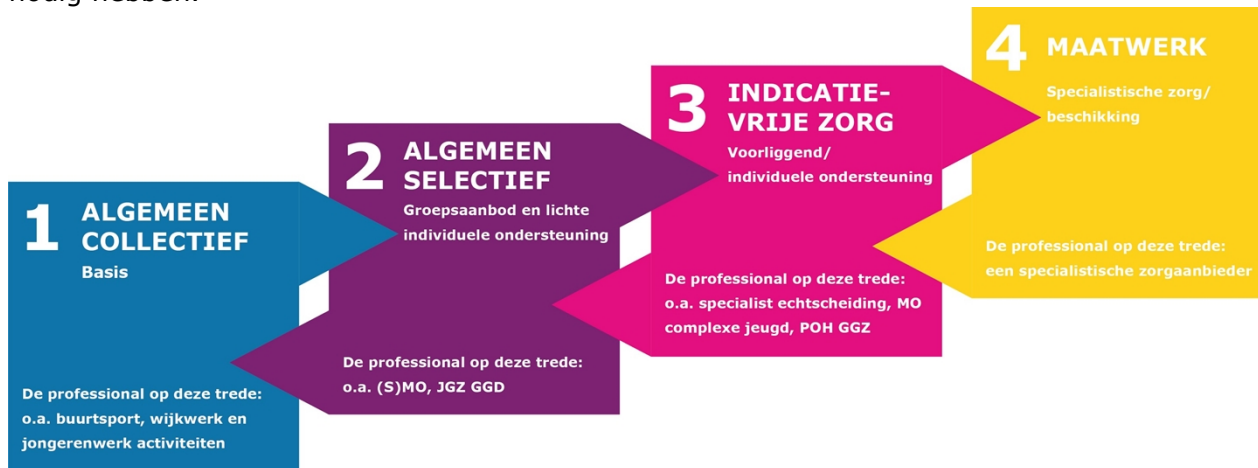 nodig hebben.
1
ALGEMEEN
COLLECTIEF
Basis
De professional op deze trede:
o.a. buurtsport, wijkwerk en
jongerenwerk activiteiten
2
ALGEMEEN
SELECTIEF
Groepsaanbod en lichte
individuele ondersteuning
De professional op deze trede:
o.a. (S)MO, JGZ GGD
3
INDICATIE-
VRIJE ZORG
Voorliggend/
individuele ondersteuning
De professional op deze trede:
o.a. specialist echtscheiding, MO
complexe jeugd, POH GGZ
4
MAATWERK
Specialistische zorg/
beschikking
De professional op deze trede:
een specialistische zorgaanbieder